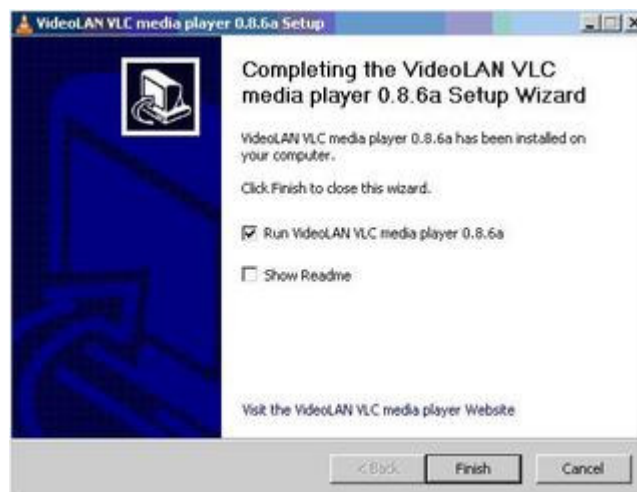 VideoLAN VLC media player 0.8.6a Setup
Completing the VideoLAN VLC
media player 0.8.6a Setup Wizard
VideoLAN VLC media player 0.8.6a has been installed on
your computer.
Click Finish to close this wizard.
Run VideoLAN VLC media player 0.8.6a
Show Readme
Visit the VideoLAN VLC media player Website
< Back
Finish
Cancel